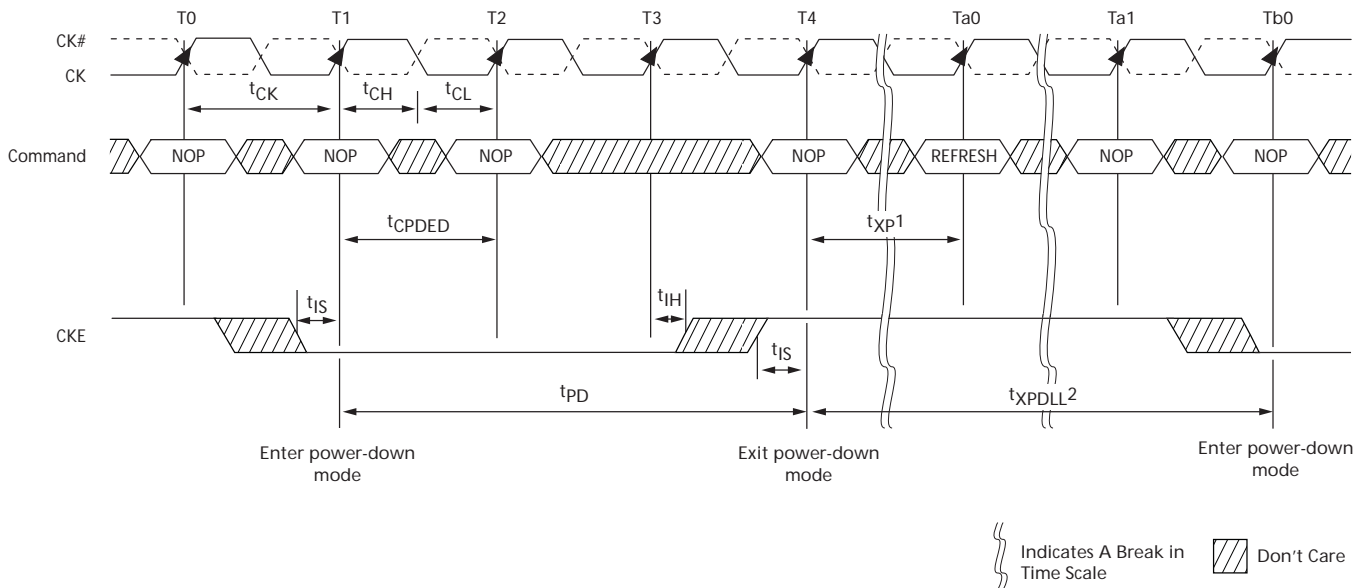 T0 T1 T2 T3 T4 Ta0 Ta1 Tb0
CK#
CK
tCK tCH tCL
Command NOP NOP NOP NOP REFRESH NOP NOP
tCPDED tXP1
tIS tIH
CKE
tIS
tPD tXPDLL2
Enter power-down
mode
Exit power-down
mode
Enter power-down
mode
Indicates A Break in
Time Scale
Don't Care